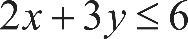 2x + 3y ≤ 6